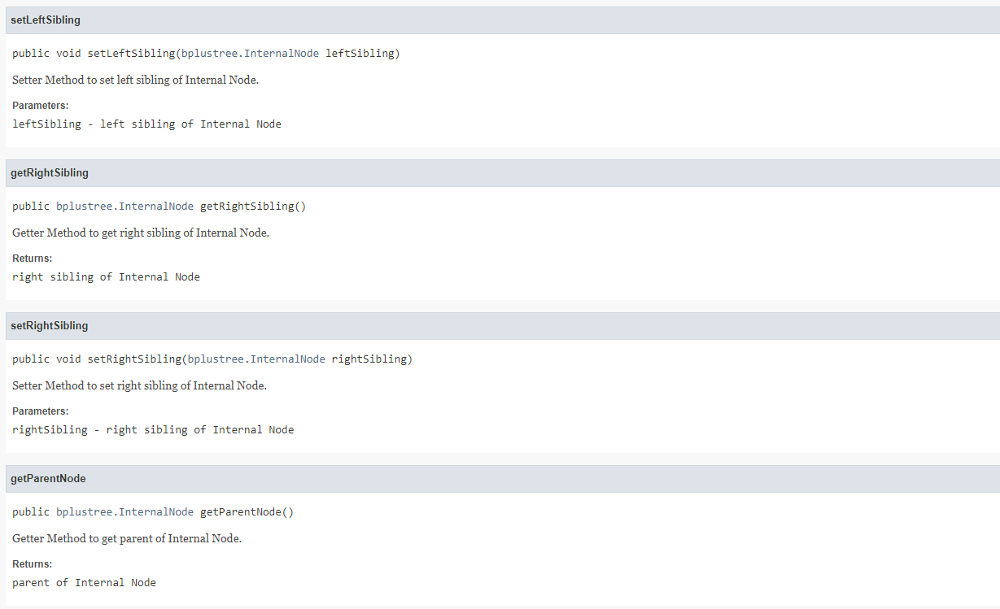 setLeftSibling
public void setLeftSibling(bplustree.InternalNode leftSibling)
Setter Method to set left sibling of Internal Node.
Parameters:
leftSibling - left sibling of Internal Node
getRightSibling
public bplustree.InternalNode getRightSibling()
Getter Method to get right sibling of Internal Node.
Returns:
right sibling of Internal Node
setRightSibling
public void setRightSibling(bplustree.InternalNode rightSibling)
Setter Method to set right sibling of Internal Node.
Parameters:
rightSibling - right sibling of Internal Node
getParentNode
public bplustree.InternalNode getParentNode()
Getter Method to get parent of Internal Node.
Returns:
parent of Internal Node